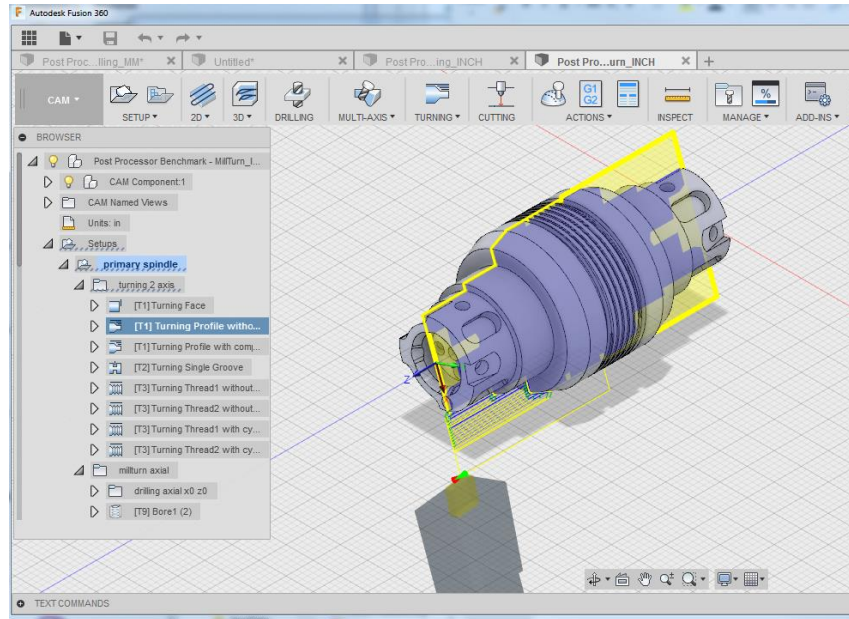 Autodesk Fusion 360
Post Proc...lling_MM*
Untitled*
Post Pro...ing_INCH
Post Pro...urn_INCH
CAM
SETUP
2D
3D
DRILLING
MULTI-AXIS
TURNING
CUTTING
G1
G2
ACTIONS
INSPECT
%
MANAGE
ADD-INS
BROWSER
Post Processor Benchmark - MillTurn_I...
CAM Component:1
CAM Named Views
Units: in
Setups
primary spindle
turning 2 axis
[T1] Turning Face
[T1] Turning Profile witho...
[T1] Turning Profile with com...
[T2] Turning Single Groove
[T3] Turning Thread1 without...
[T3] Turning Thread2 without...
[T3] Turning Thread1 with cy...
[T3] Turning Thread2 with cy...
millturn axial
drilling axial x0 z0
[T9] Bore1 (2)
Z
TEXT COMMANDS